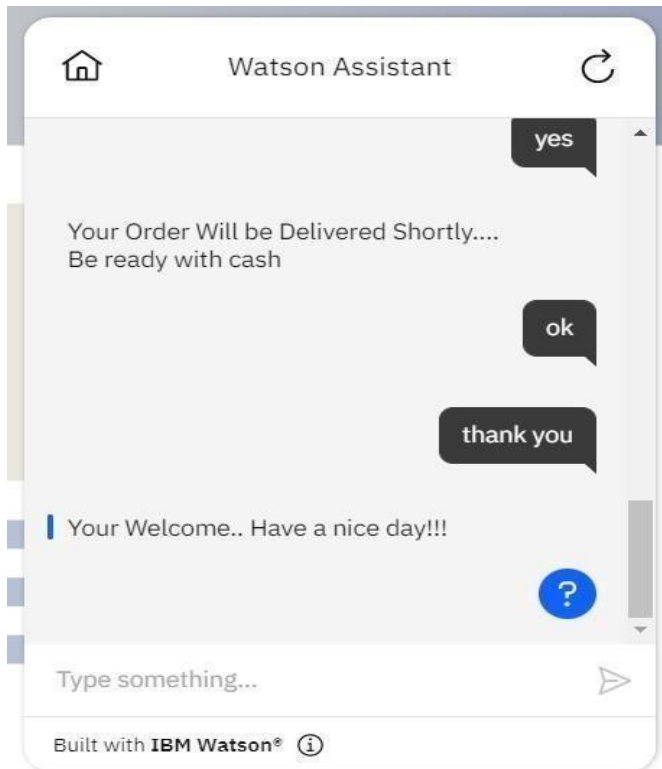 Watson Assistant
yes
Your Order Will be Delivered Shortly....
Be ready with cash
ok
thank you
Your Welcome.. Have a nice day!!!
?
Type something...
Built with IBM Watson®